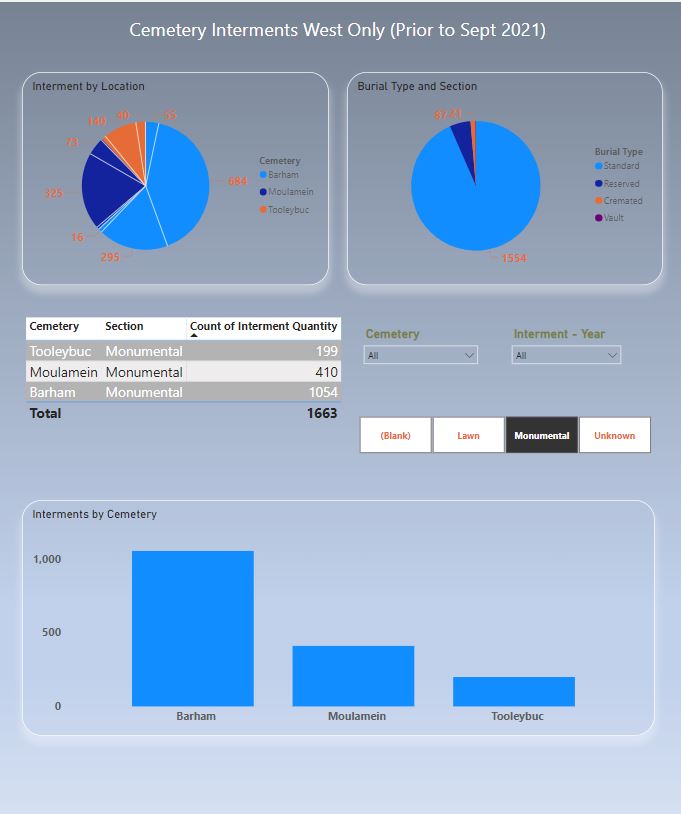 Cemetery Interments West Only (Prior to Sept 2021)
Interment by Location
140
40
55
73
684
325
16
295
Cemetery
Barham
Moulamein
Tooleybuc
Burial Type and Section
87
21
1554
Burial Type
Standard
Reserved
Cremated
Vault
Cemetery Section Count of Interment Quantity
Tooleybuc Monumental 199
Moulamein Monumental 410
Barham Monumental 1054
Total 1663
Cemetery
All
Interment - Year
All
(Blank) Lawn Monumental Unknown
Interments by Cemetery
1,000
500
0
Barham Moulamein Tooleybuc